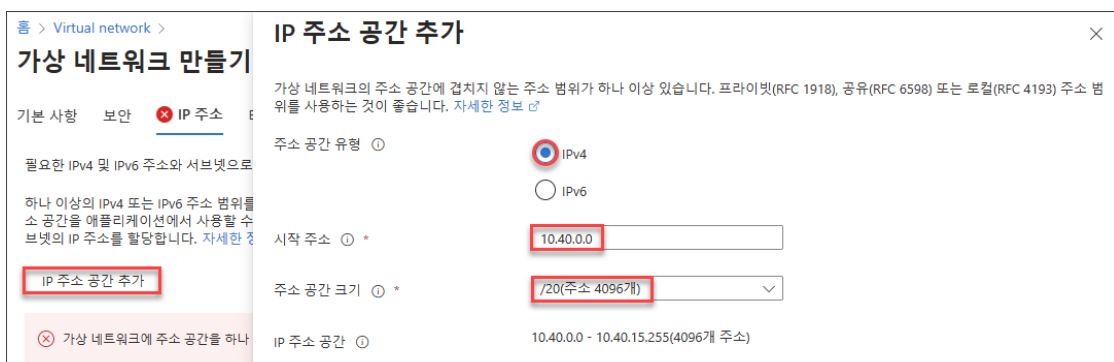 홈 > Virtual network >
가상 네트워크 만들기
기본 사항 보안 IP 주소
필요한 IPv4 및 IPv6 주소와 서브넷으로
하나 이상의 IPv4 또는 IPv6 주소 범위를
소 공간을 애플리케이션에서 사용할 수
브넷의 IP 주소를 할당합니다. 자세한 정
IP 주소 공간 추가
가상 네트워크에 주소 공간을 하나
IP 주소 공간 추가
가상 네트워크의 주소 공간에 겹치지 않는 주소 범위가 하나 이상 있습니다. 프라이빗(RFC 1918), 공유(RFC 6598) 또는 로컬(RFC 4193) 주소 범
위를 사용하는 것이 좋습니다. 자세한 정보
주소 공간 유형
IPv4
IPv6
시작 주소 *
10.40.0.0
주소 공간 크기 *
/20(주소 4096개)
IP 주소 공간
10.40.0.0 - 10.40.15.255(4096개 주소)